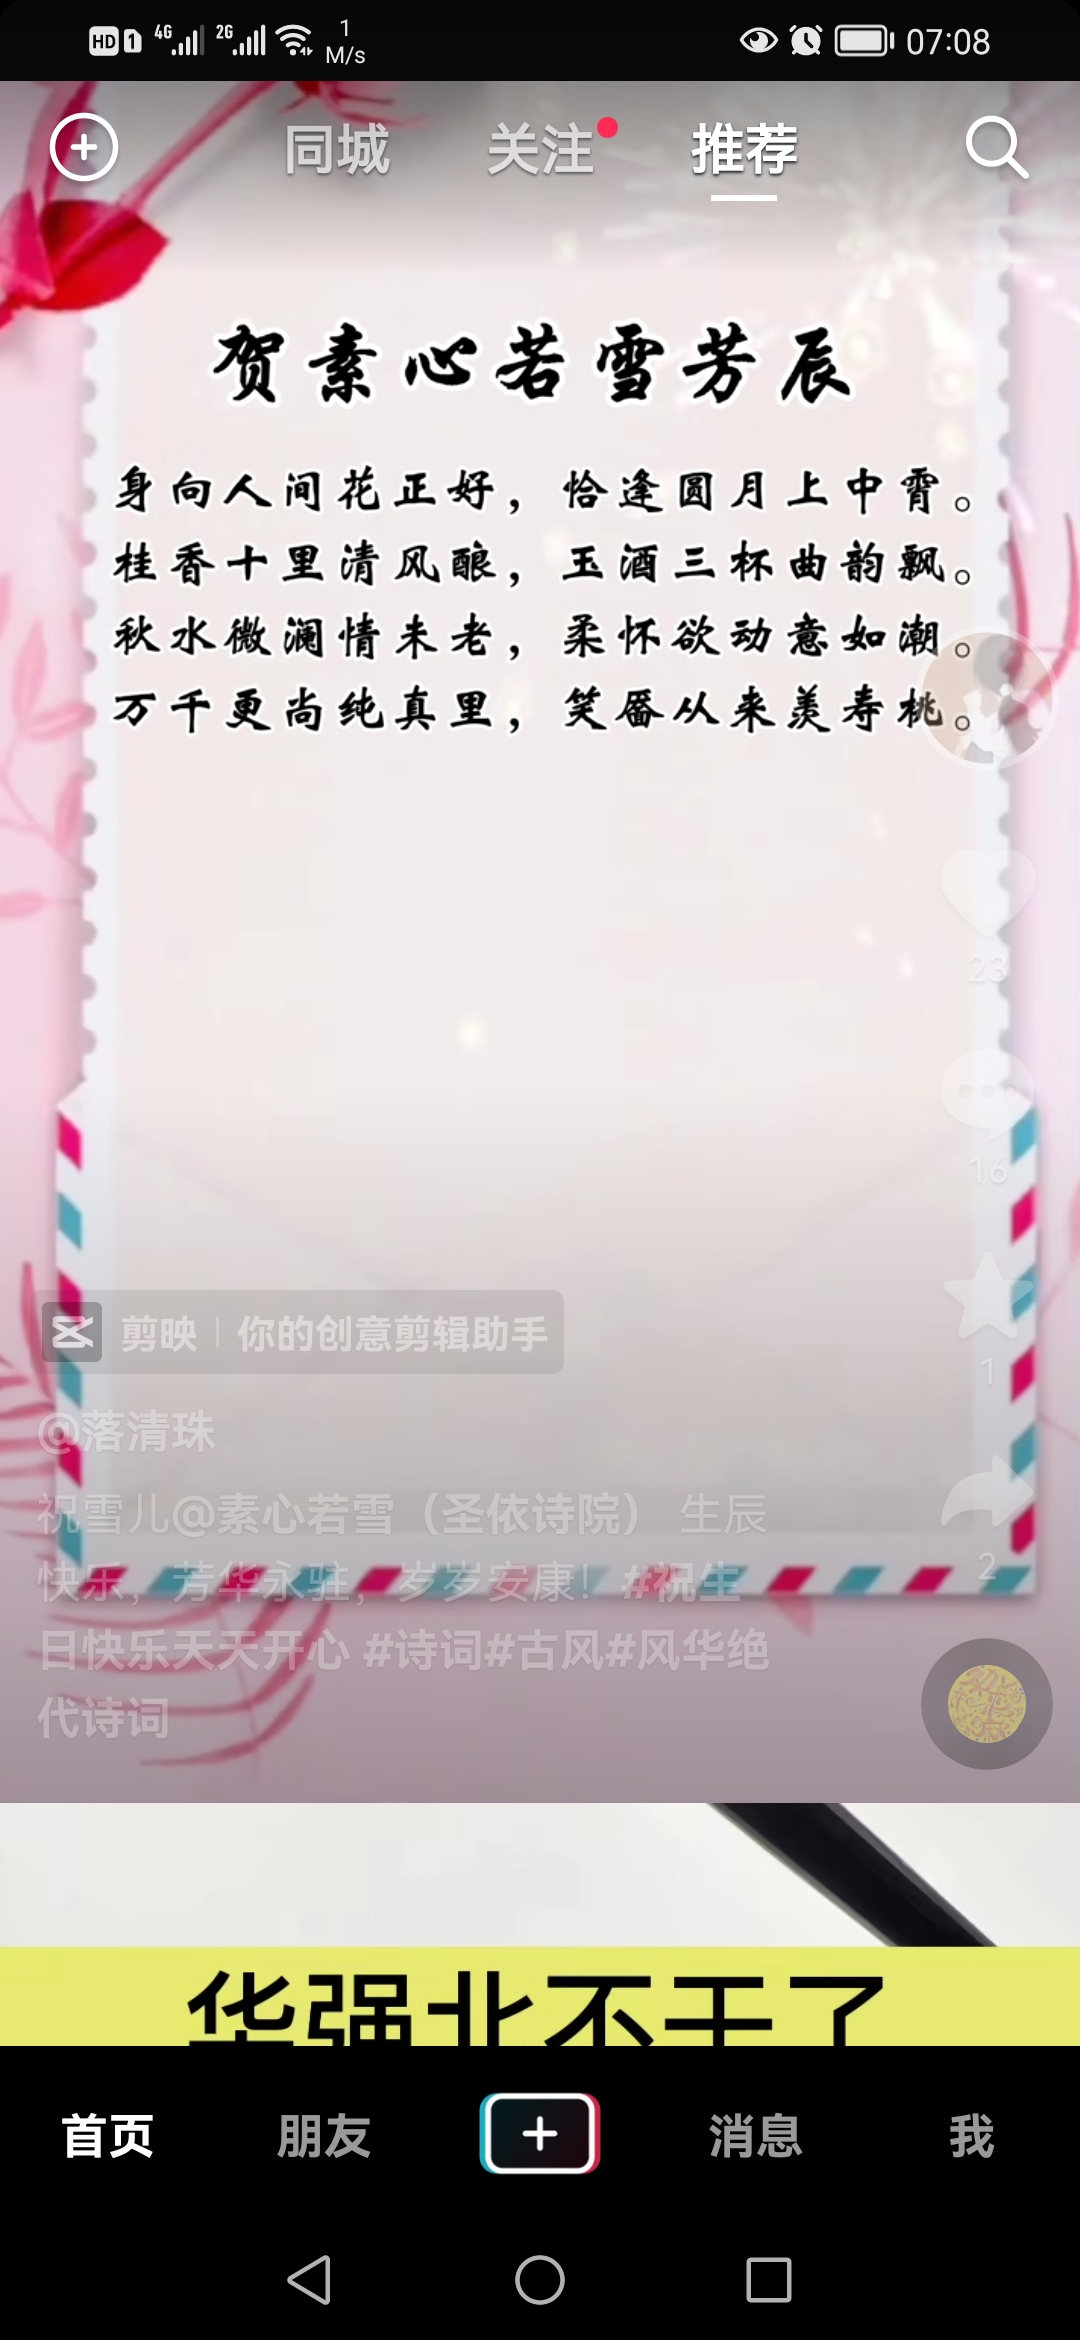 HD 1 4G 2G 1 M/s 07:08
同城 关注 推荐
贺素心若雪芳辰
身向人间花正好，恰逢圆月上中霄。
桂香十里清风酿，玉酒三杯曲韵飘。
秋水微澜情未老，柔怀欲动意如潮。
万千更尚纯真里，笑靥从来羡寿桃。
23
16
剪映 | 你的创意剪辑助手
1
@落清珠
祝雪儿@素心若雪（圣依诗院） 生辰
快乐，芳华永驻，岁岁安康！#祝生
2
日快乐天天开心 #诗词#古风#风华绝
代诗词
华强北不干了
首页 朋友 消息 我